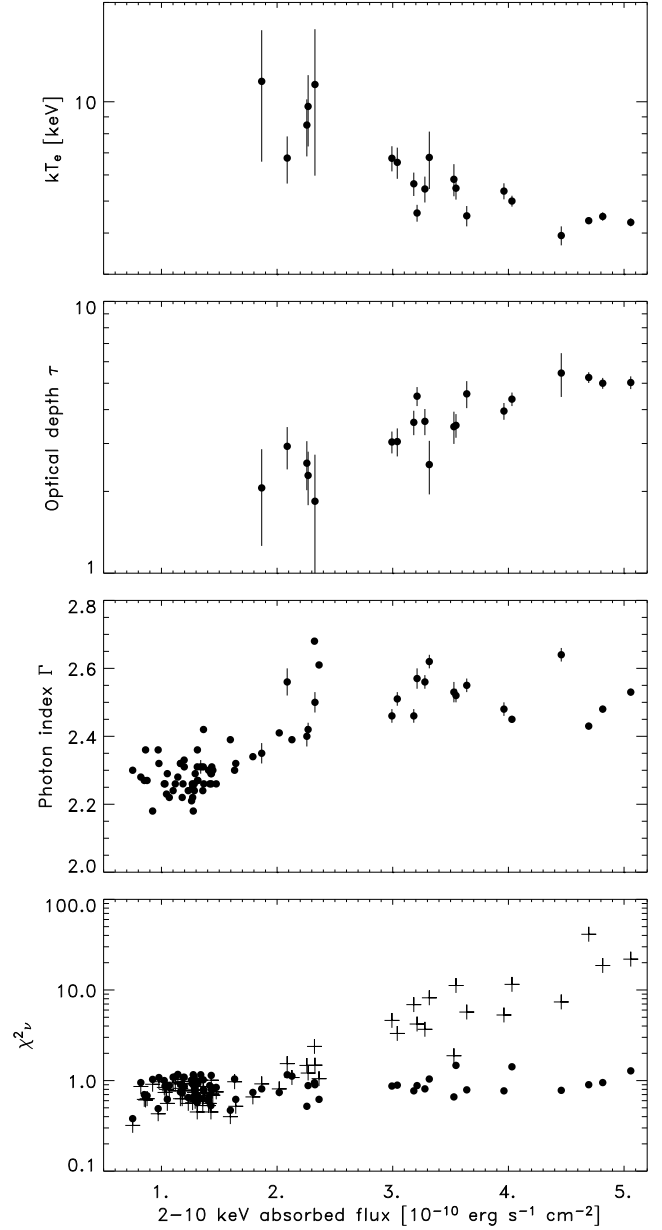 10
kTe [keV]
10
Optical depth τ
1
2.8
2.6
2.4
2.2
2.0
Photon index Γ
100.0
10.0
1.0
0.1
χ²ν
1. 2. 3. 4. 5.
2−10 keV absorbed flux [10⁻¹⁰ erg s⁻¹ cm⁻²]